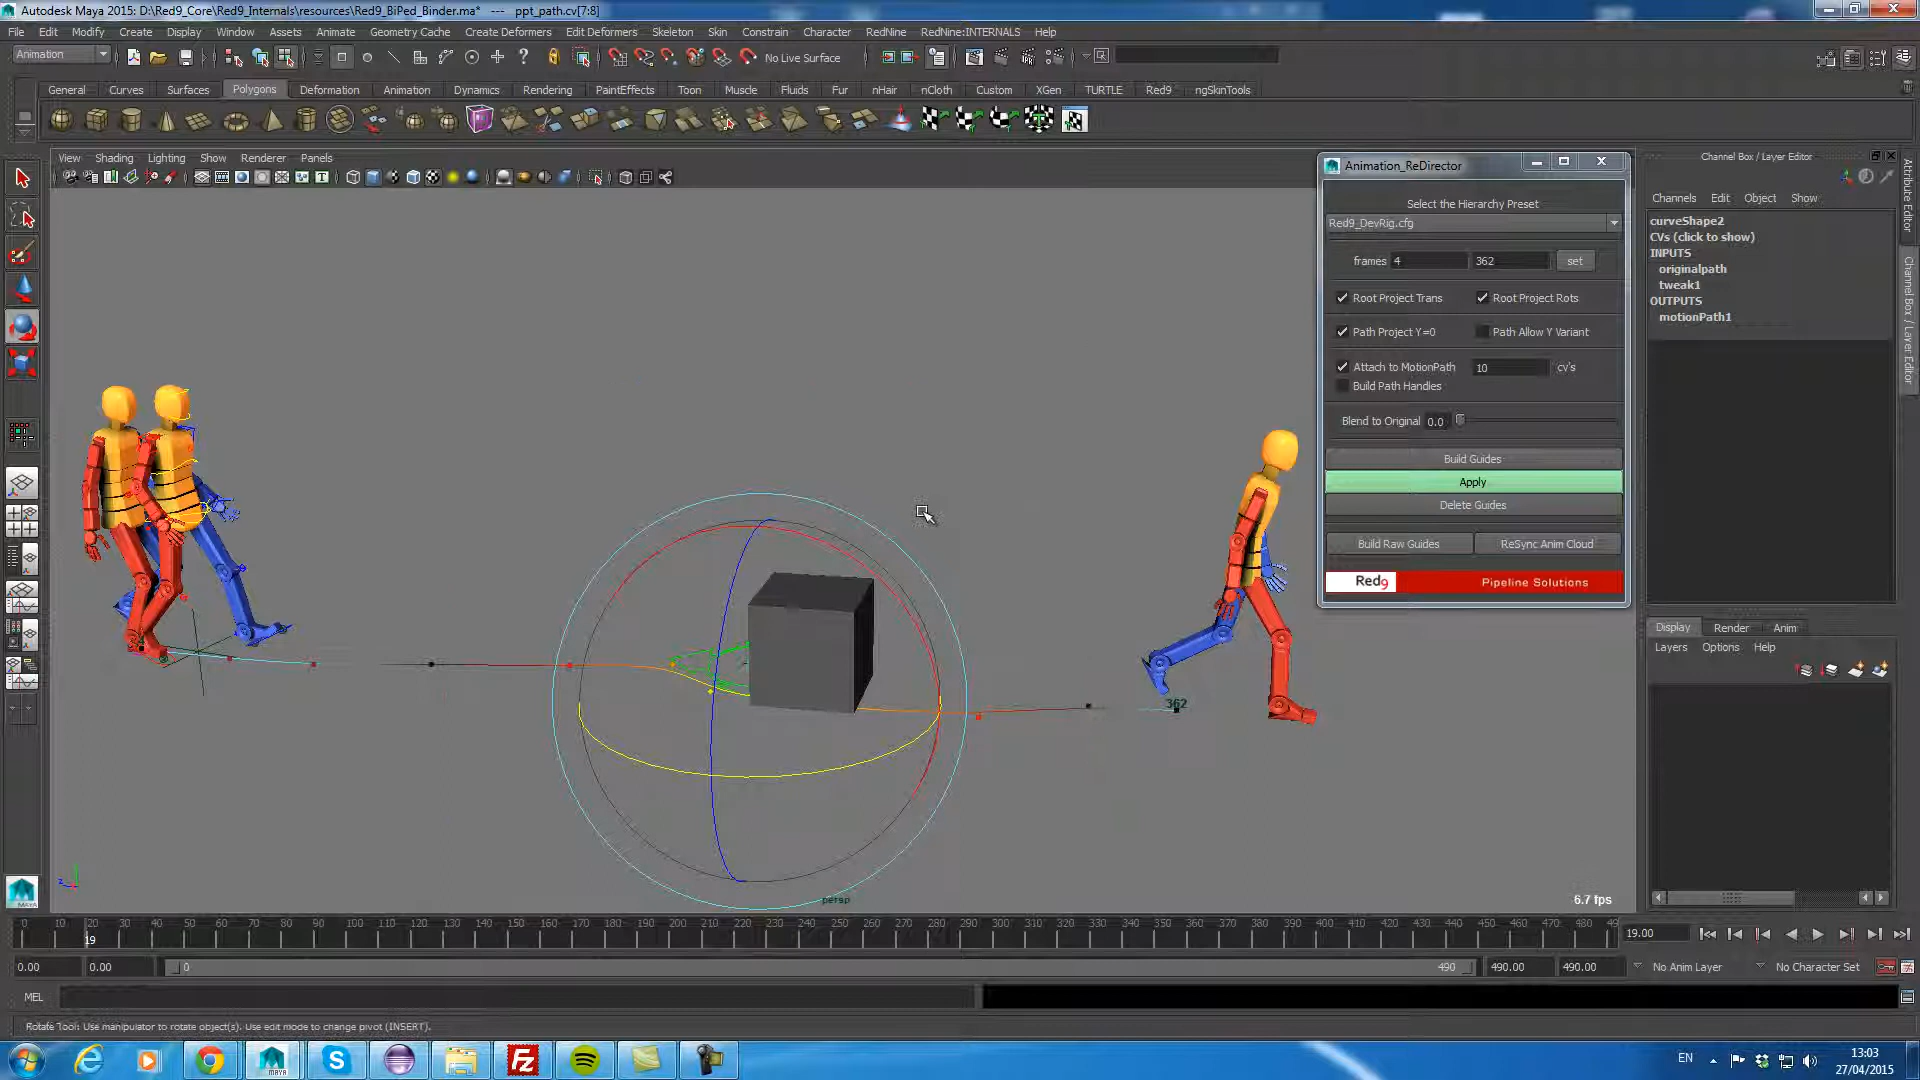 Autodesk Maya 2015: D:\Red9_Core\Red9_Internals\resources\Red9_BiPed_Binder.ma* --- ppt_path.cv[7:8]
File Edit Modify Create Display Window Assets Animate Geometry Cache Create Deformers Edit Deformers Skeleton Skin Constrain Character RedNine RedNine:INTERNALS Help
Animation
No Live Surface
General Curves Surfaces Polygons Deformation Animation Dynamics Rendering PaintEffects Toon Muscle Fluids Fur nHair nCloth Custom XGen TURTLE Red9 ngSkinTools
View Shading Lighting Show Renderer Panels
Animation_ReDirector
Select the Hierarchy Preset
Red9_DevRig.cfg
frames 4 362 set
Root Project Trans Root Project Rots
Path Project Y=0 Path Allow Y Variant
Attach to MotionPath 10 cv's
Build Path Handles
Blend to Original 0.0
Build Guides
Apply
Delete Guides
Build Raw Guides ReSync Anim Cloud
Red9 Pipeline Solutions
Channel Box / Layer Editor
Channels Edit Object Show
curveShape2
CVs (click to show)
INPUTS
originalpath
tweak1
OUTPUTS
motionPath1
Attribute Editor
Channel Box / Layer Editor
Display Render Anim
Layers Options Help
362
persp
6.7 fps
z
0 10 20 30 40 50 60 70 80 90 100 110 120 130 140 150 160 170 180 190 200 210 220 230 240 250 260 270 280 290 300 310 320 330 340 350 360 370 380 390 400 410 420 430 440 450 460 470 480 49
19
19.00
0.00 0.00 0 490 490.00 490.00 No Anim Layer No Character Set
MEL
Rotate Tool: Use manipulator to rotate object(s). Use edit mode to change pivot (INSERT).
MAYA
EN
13:03
27/04/2015